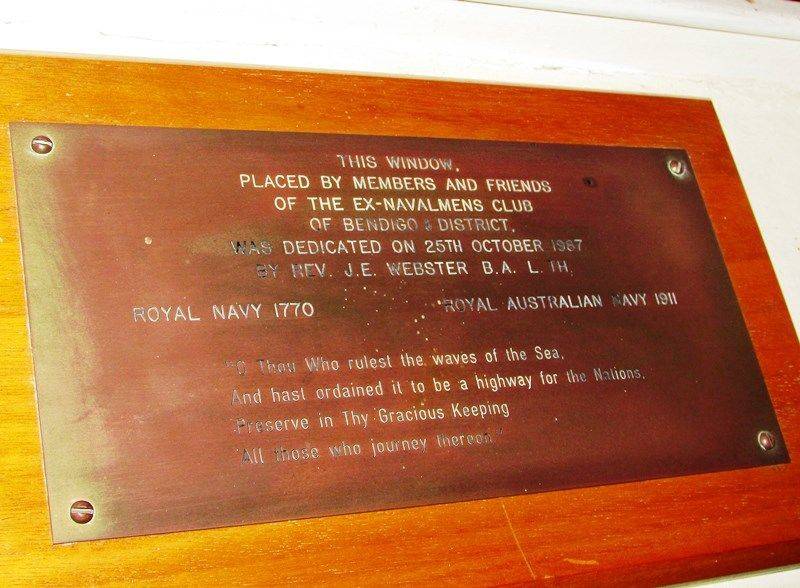 THIS WINDOW,
PLACED BY MEMBERS AND FRIENDS
OF THE EX-NAVALMENS CLUB
OF BENDIGO & DISTRICT,
WAS DEDICATED ON 25TH OCTOBER 1987
BY REV. J.E. WEBSTER B.A. L. TH.
ROYAL NAVY 1770 ROYAL AUSTRALIAN NAVY 1911
"O Thou Who rulest the waves of the Sea,
And hast ordained it to be a highway for the Nations,
Preserve in Thy Gracious Keeping
All those who journey thereon."